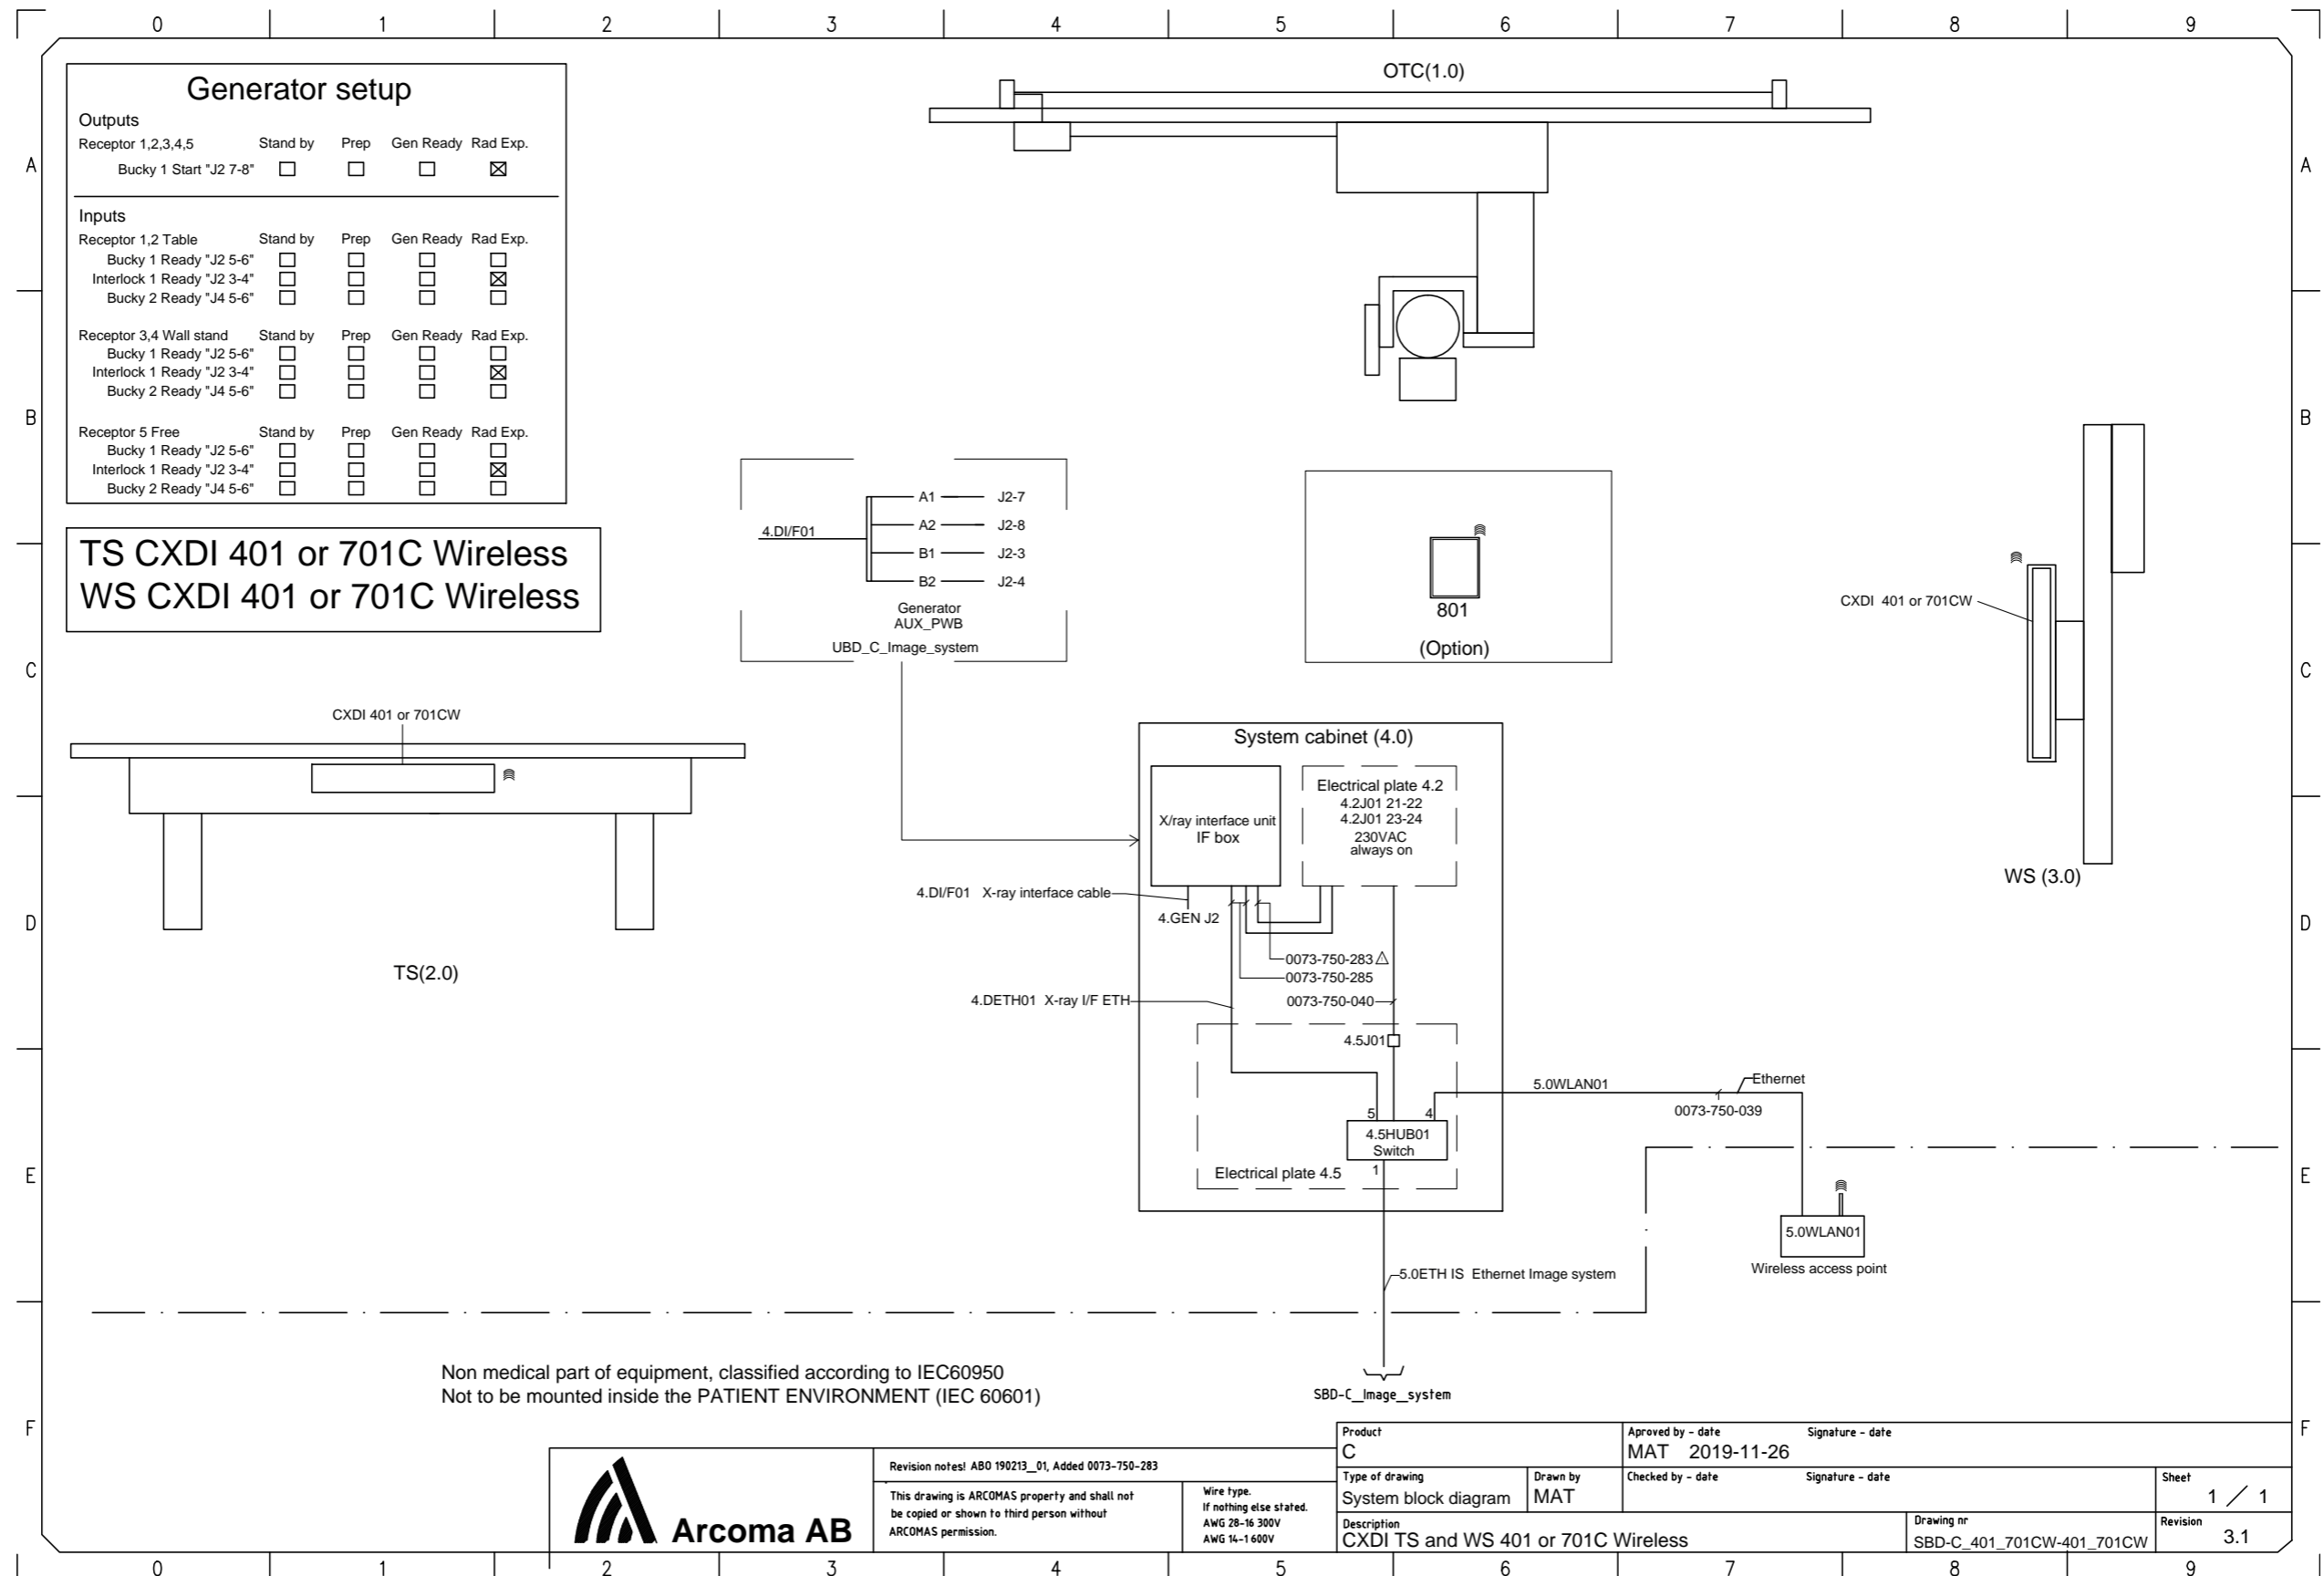 0 1 2 3 4 5 6 7 8 9
A A
B B
C C
D D
E E
F F
Generator setup
Outputs
Receptor 1,2,3,4,5 Stand by Prep Gen Ready Rad Exp.
Bucky 1 Start "J2 7-8"
Inputs
Receptor 1,2 Table Stand by Prep Gen Ready Rad Exp.
Bucky 1 Ready "J2 5-6"
Interlock 1 Ready "J2 3-4"
Bucky 2 Ready "J4 5-6"
Receptor 3,4 Wall stand Stand by Prep Gen Ready Rad Exp.
Bucky 1 Ready "J2 5-6"
Interlock 1 Ready "J2 3-4"
Bucky 2 Ready "J4 5-6"
Receptor 5 Free Stand by Prep Gen Ready Rad Exp.
Bucky 1 Ready "J2 5-6"
Interlock 1 Ready "J2 3-4"
Bucky 2 Ready "J4 5-6"
TS CXDI 401 or 701C Wireless
WS CXDI 401 or 701C Wireless
OTC(1.0)
4.DI/F01
A1 J2-7
A2 J2-8
B1 J2-3
B2 J2-4
Generator
AUX_PWB
UBD_C_Image_system
801
(Option)
CXDI 401 or 701CW
WS (3.0)
CXDI 401 or 701CW
TS(2.0)
System cabinet (4.0)
X/ray interface unit
IF box
Electrical plate 4.2
4.2J01 21-22
4.2J01 23-24
230VAC
always on
4.DI/F01 X-ray interface cable
4.GEN J2
0073-750-283
0073-750-285
4.DETH01 X-ray I/F ETH
0073-750-040
4.5J01
5 4
4.5HUB01
Switch
1
Electrical plate 4.5
5.0WLAN01
Ethernet
0073-750-039
5.0WLAN01
Wireless access point
5.0ETH IS Ethernet Image system
SBD-C_Image_system
Non medical part of equipment, classified according to IEC60950
Not to be mounted inside the PATIENT ENVIRONMENT (IEC 60601)
Arcoma AB
Revision notes! ABO 190213_01, Added 0073-750-283
This drawing is ARCOMAS property and shall not
be copied or shown to third person without
ARCOMAS permission.
Wire type.
If nothing else stated.
AWG 28-16 300V
AWG 14-1 600V
Product
C
Aproved by - date Signature - date
MAT 2019-11-26
Type of drawing
System block diagram
Drawn by
MAT
Checked by - date Signature - date
Sheet
1 / 1
Description
CXDI TS and WS 401 or 701C Wireless
Drawing nr
SBD-C_401_701CW-401_701CW
Revision
3.1
0 1 2 3 4 5 6 7 8 9